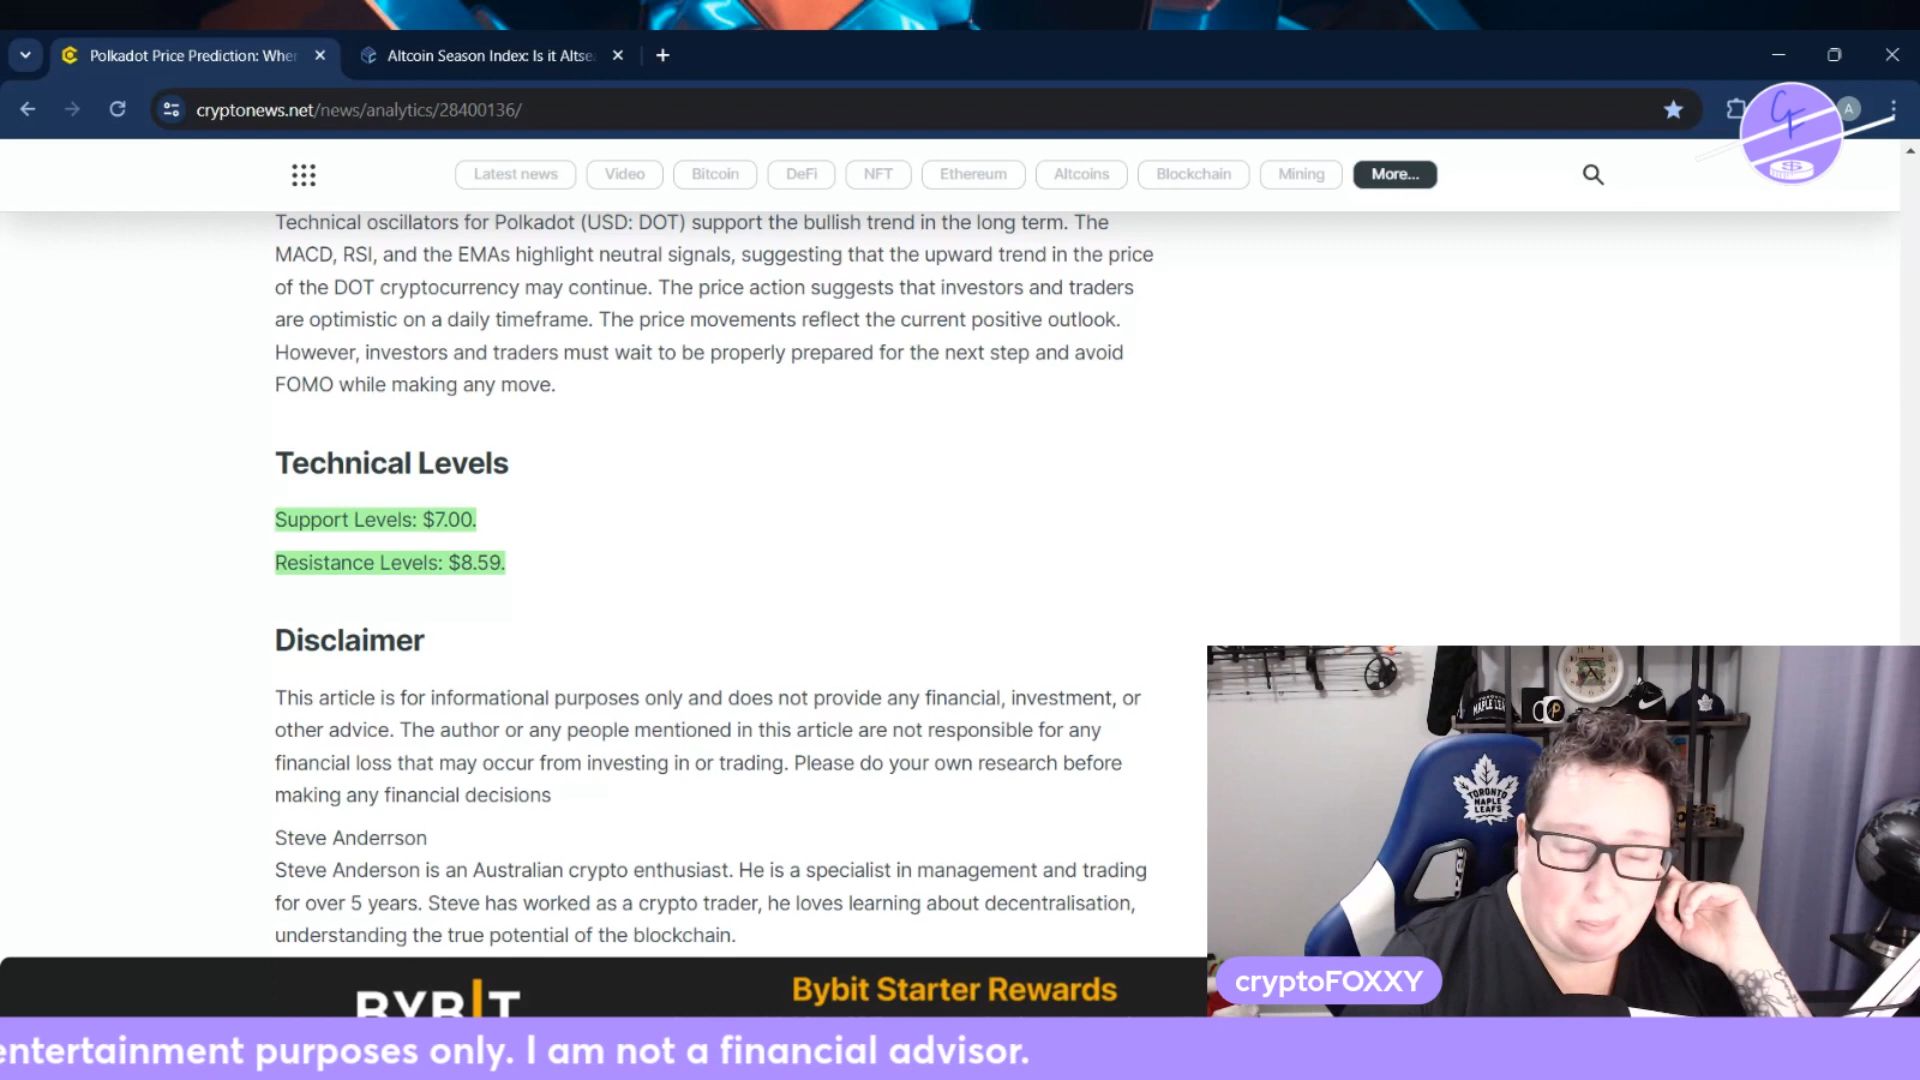 Polkadot Price Prediction: Wher
Altcoin Season Index: Is it Altse
cryptonews.net/news/analytics/28400136/
A
Latest news
Video
Bitcoin
DeFi
NFT
Ethereum
Altcoins
Blockchain
Mining
More...
Technical oscillators for Polkadot (USD: DOT) support the bullish trend in the long term. The
MACD, RSI, and the EMAs highlight neutral signals, suggesting that the upward trend in the price
of the DOT cryptocurrency may continue. The price action suggests that investors and traders
are optimistic on a daily timeframe. The price movements reflect the current positive outlook.
However, investors and traders must wait to be properly prepared for the next step and avoid
FOMO while making any move.
Technical Levels
Support Levels: $7.00.
Resistance Levels: $8.59.
Disclaimer
This article is for informational purposes only and does not provide any financial, investment, or
other advice. The author or any people mentioned in this article are not responsible for any
financial loss that may occur from investing in or trading. Please do your own research before
making any financial decisions
Steve Anderrson
Steve Anderson is an Australian crypto enthusiast. He is a specialist in management and trading
for over 5 years. Steve has worked as a crypto trader, he loves learning about decentralisation,
understanding the true potential of the blockchain.
TORONTO
MAPLE
LEAFS
BYBIT
Bybit Starter Rewards
cryptoFOXXY
entertainment purposes only. I am not a financial advisor.